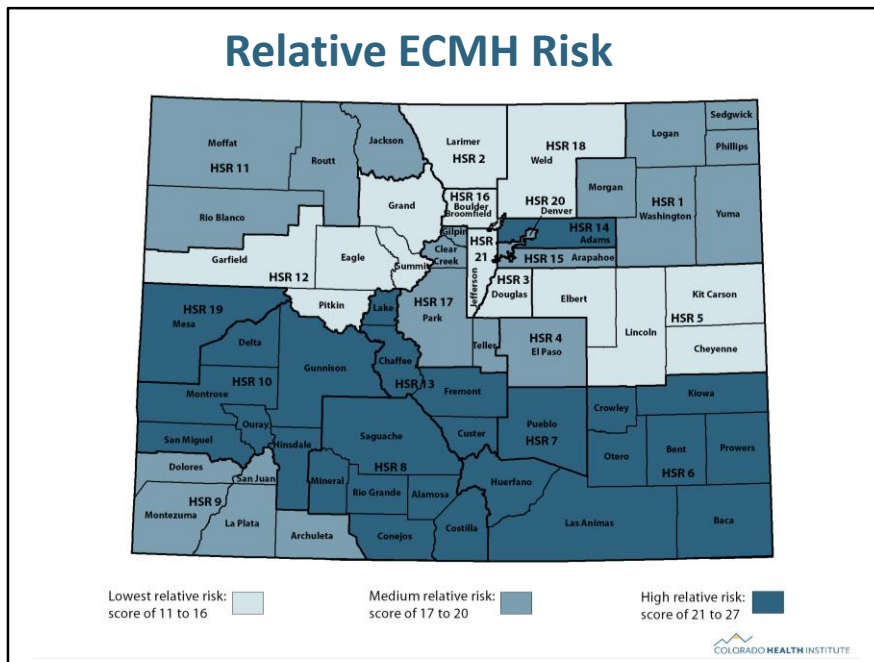 Relative ECMH Risk
Moffat
HSR 11
Routt
Jackson
Larimer
HSR 2
HSR 18
Weld
Logan
Sedgwick
Phillips
Rio Blanco
Grand
HSR 16
Boulder
Broomfield
HSR 20
Denver
Morgan
HSR 1
Washington
Yuma
Garfield
HSR 12
Eagle
Summit
Gilpin
Clear
Creek
HSR
21
Jefferson
HSR 14
Adams
HSR 15
Arapahoe
HSR 19
Mesa
Pitkin
Lake
HSR 17
Park
HSR 3
Douglas
Elbert
Lincoln
Kit Carson
HSR 5
Cheyenne
Delta
Gunnison
Chaffee
HSR 13
Teller
HSR 4
El Paso
Montrose
HSR 10
Fremont
Crowley
Kiowa
Ouray
San Miguel
Hinsdale
Saguache
HSR 8
Custer
Pueblo
HSR 7
Otero
Bent
HSR 6
Prowers
Dolores
San Juan
Mineral
Rio Grande
Alamosa
Huerfano
HSR 9
Montezuma
La Plata
Archuleta
Conejos
Costilla
Las Animas
Baca
Lowest relative risk:
score of 11 to 16
Medium relative risk:
score of 17 to 20
High relative risk:
score of 21 to 27
COLORADO HEALTH INSTITUTE